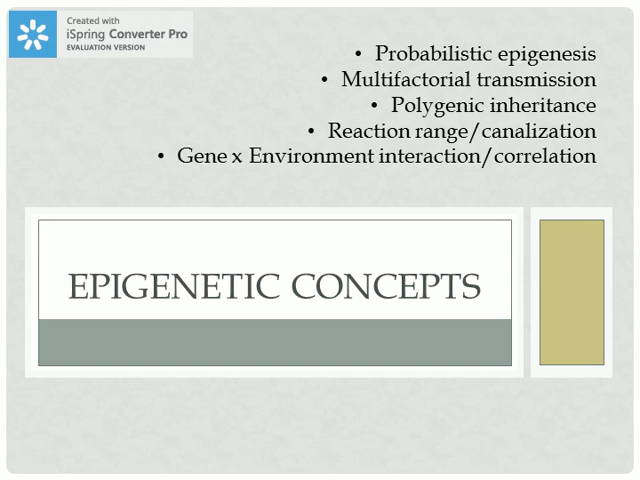 Created with
iSpring Converter Pro
EVALUATION VERSION
• Probabilistic epigenesis
• Multifactorial transmission
• Polygenic inheritance
• Reaction range/canalization
• Gene x Environment interaction/correlation
EPIGENETIC CONCEPTS